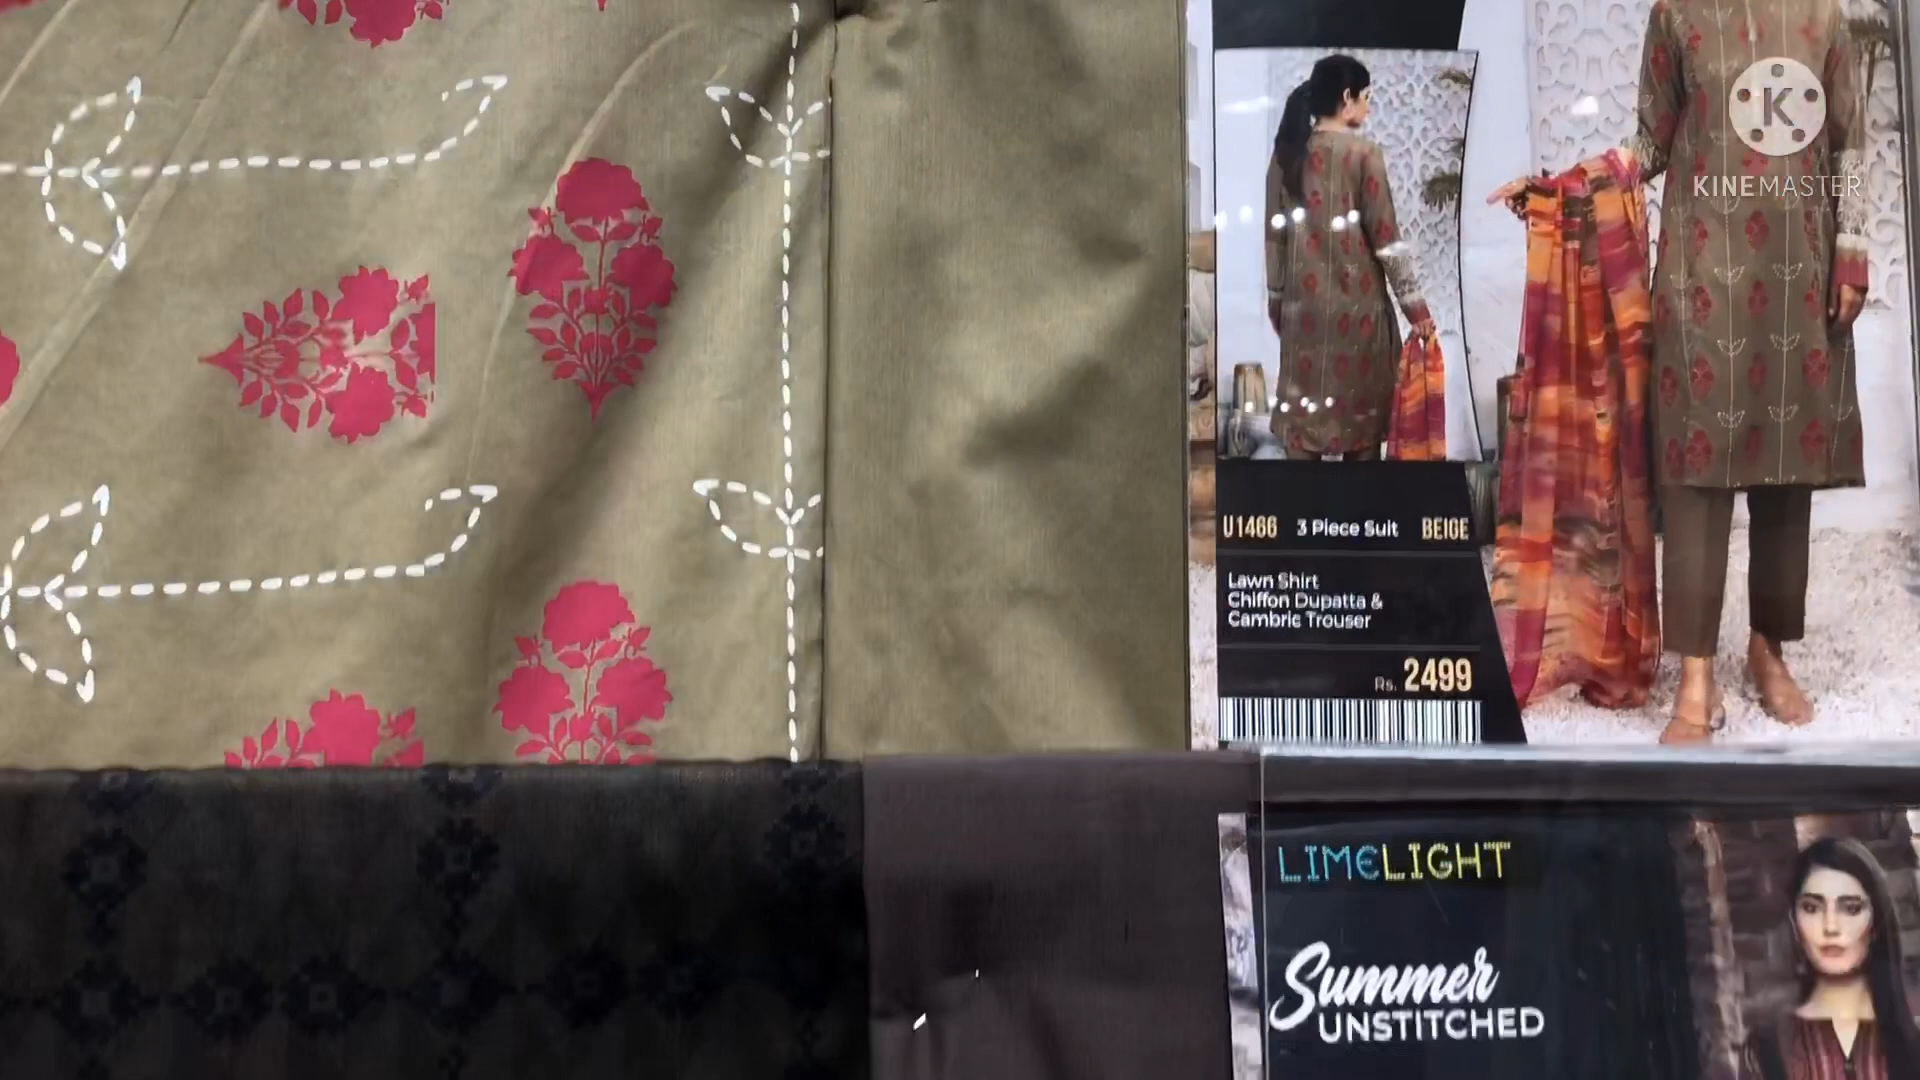 K
KINEMASTER
U1466 3 Piece Suit BEIGE
Lawn Shirt
Chiffon Dupatta &
Cambric Trouser
Rs. 2499
LIMELIGHT
Summer
UNSTITCHED